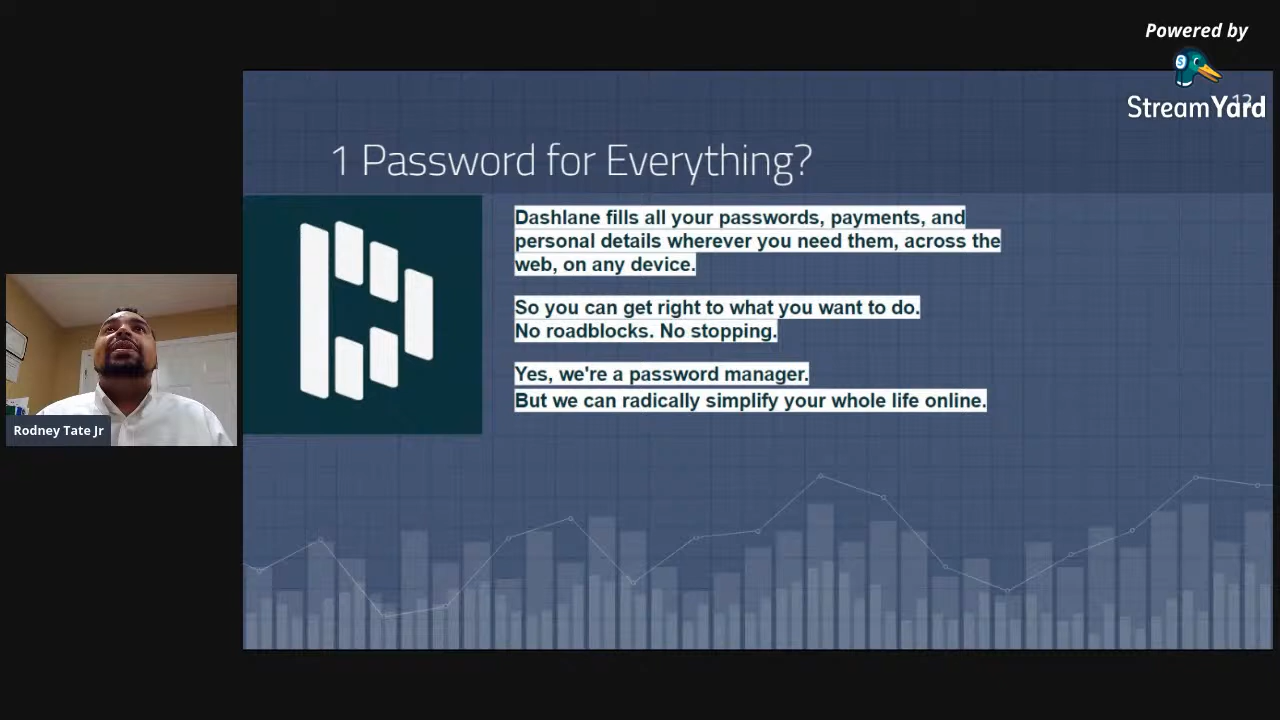 Powered by
StreamYard
12
1 Password for Everything?
Dashlane fills all your passwords, payments, and
personal details wherever you need them, across the
web, on any device.
So you can get right to what you want to do.
No roadblocks. No stopping.
Yes, we're a password manager.
But we can radically simplify your whole life online.
Rodney Tate Jr